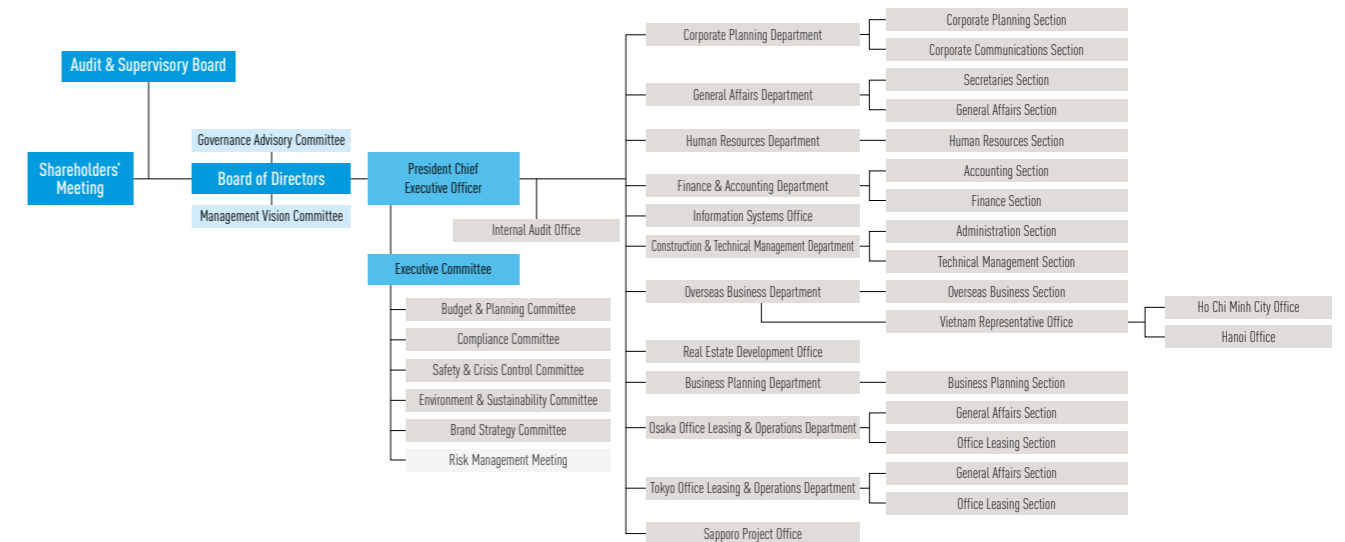 Audit & Supervisory Board
Shareholders'
Meeting
Governance Advisory Committee
Board of Directors
Management Vision Committee
President Chief
Executive Officer
Internal Audit Office
Executive Committee
Budget & Planning Committee
Compliance Committee
Safety & Crisis Control Committee
Environment & Sustainability Committee
Brand Strategy Committee
Risk Management Meeting
Corporate Planning Department
Corporate Planning Section
Corporate Communications Section
General Affairs Department
Secretaries Section
General Affairs Section
Human Resources Department
Human Resources Section
Finance & Accounting Department
Accounting Section
Finance Section
Information Systems Office
Construction & Technical Management Department
Administration Section
Technical Management Section
Overseas Business Department
Overseas Business Section
Vietnam Representative Office
Ho Chi Minh City Office
Hanoi Office
Real Estate Development Office
Business Planning Department
Business Planning Section
Osaka Office Leasing & Operations Department
General Affairs Section
Office Leasing Section
Tokyo Office Leasing & Operations Department
General Affairs Section
Office Leasing Section
Sapporo Project Office